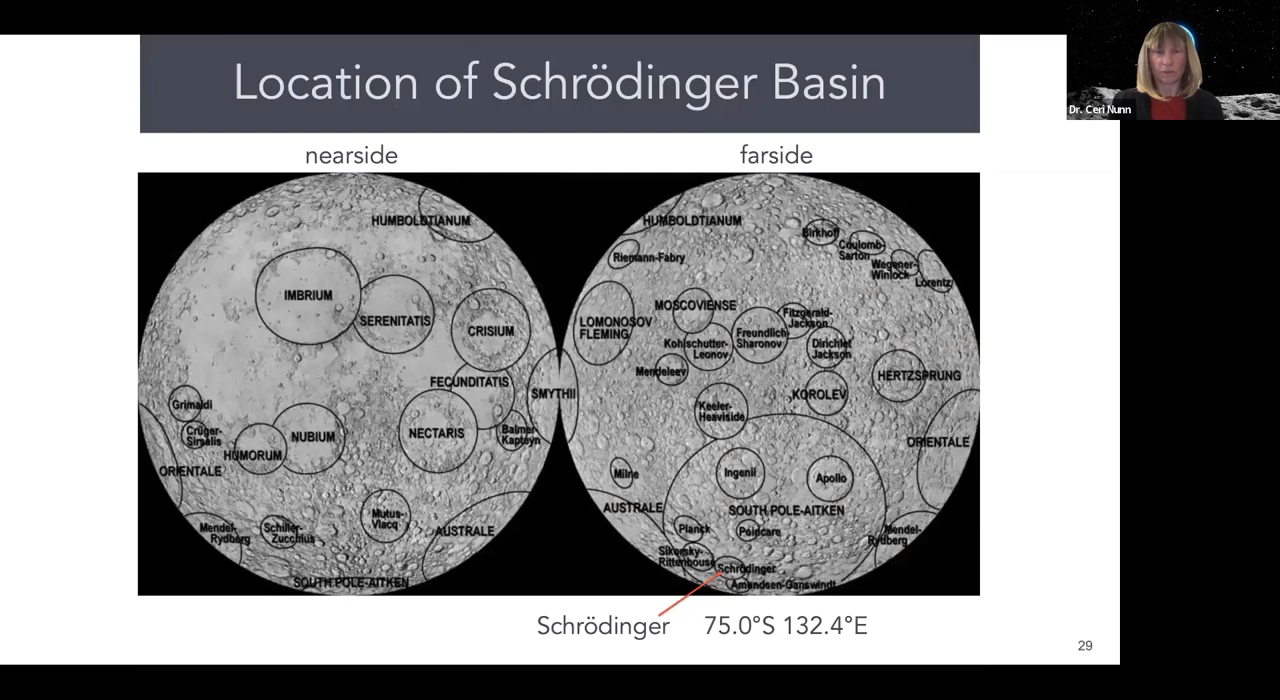 Location of Schrödinger Basin
Dr. Ceri Nunn
nearside
farside
HUMBOLDTIANUM
IMBRIUM
SERENITATIS
CRISIUM
FECUNDITATIS
SMYTHII
Grimaldi
Crüger-
Sirsalis
HUMORUM
NUBIUM
NECTARIS
Balmer-
Kapteyn
ORIENTALE
Mendel-
Rydberg
Schiller-
Zucchius
Mutus-
Vlacq
AUSTRALE
SOUTH POLE-AITKEN
HUMBOLDTIANUM
Birkhoff
Coulomb-
Sarton
Wegener-
Winlock
Lorentz
Riemann-Fabry
MOSCOVIENSE
LOMONOSOV
FLEMING
Fitzgerald-
Jackson
Freundlich-
Sharonov
Kohlschutter-
Leonov
Dirichlet
Jackson
Mendeleev
HERTZSPRUNG
KOROLEV
Keeler-
Heaviside
ORIENTALE
Milne
Ingenii
Apollo
AUSTRALE
SOUTH POLE-AITKEN
Planck
Poincare
Mendel-
Rydberg
Sikorsky-
Rittenhouse
Schrödinger
Amundsen-Ganswindt
Schrödinger 75.0°S 132.4°E
29